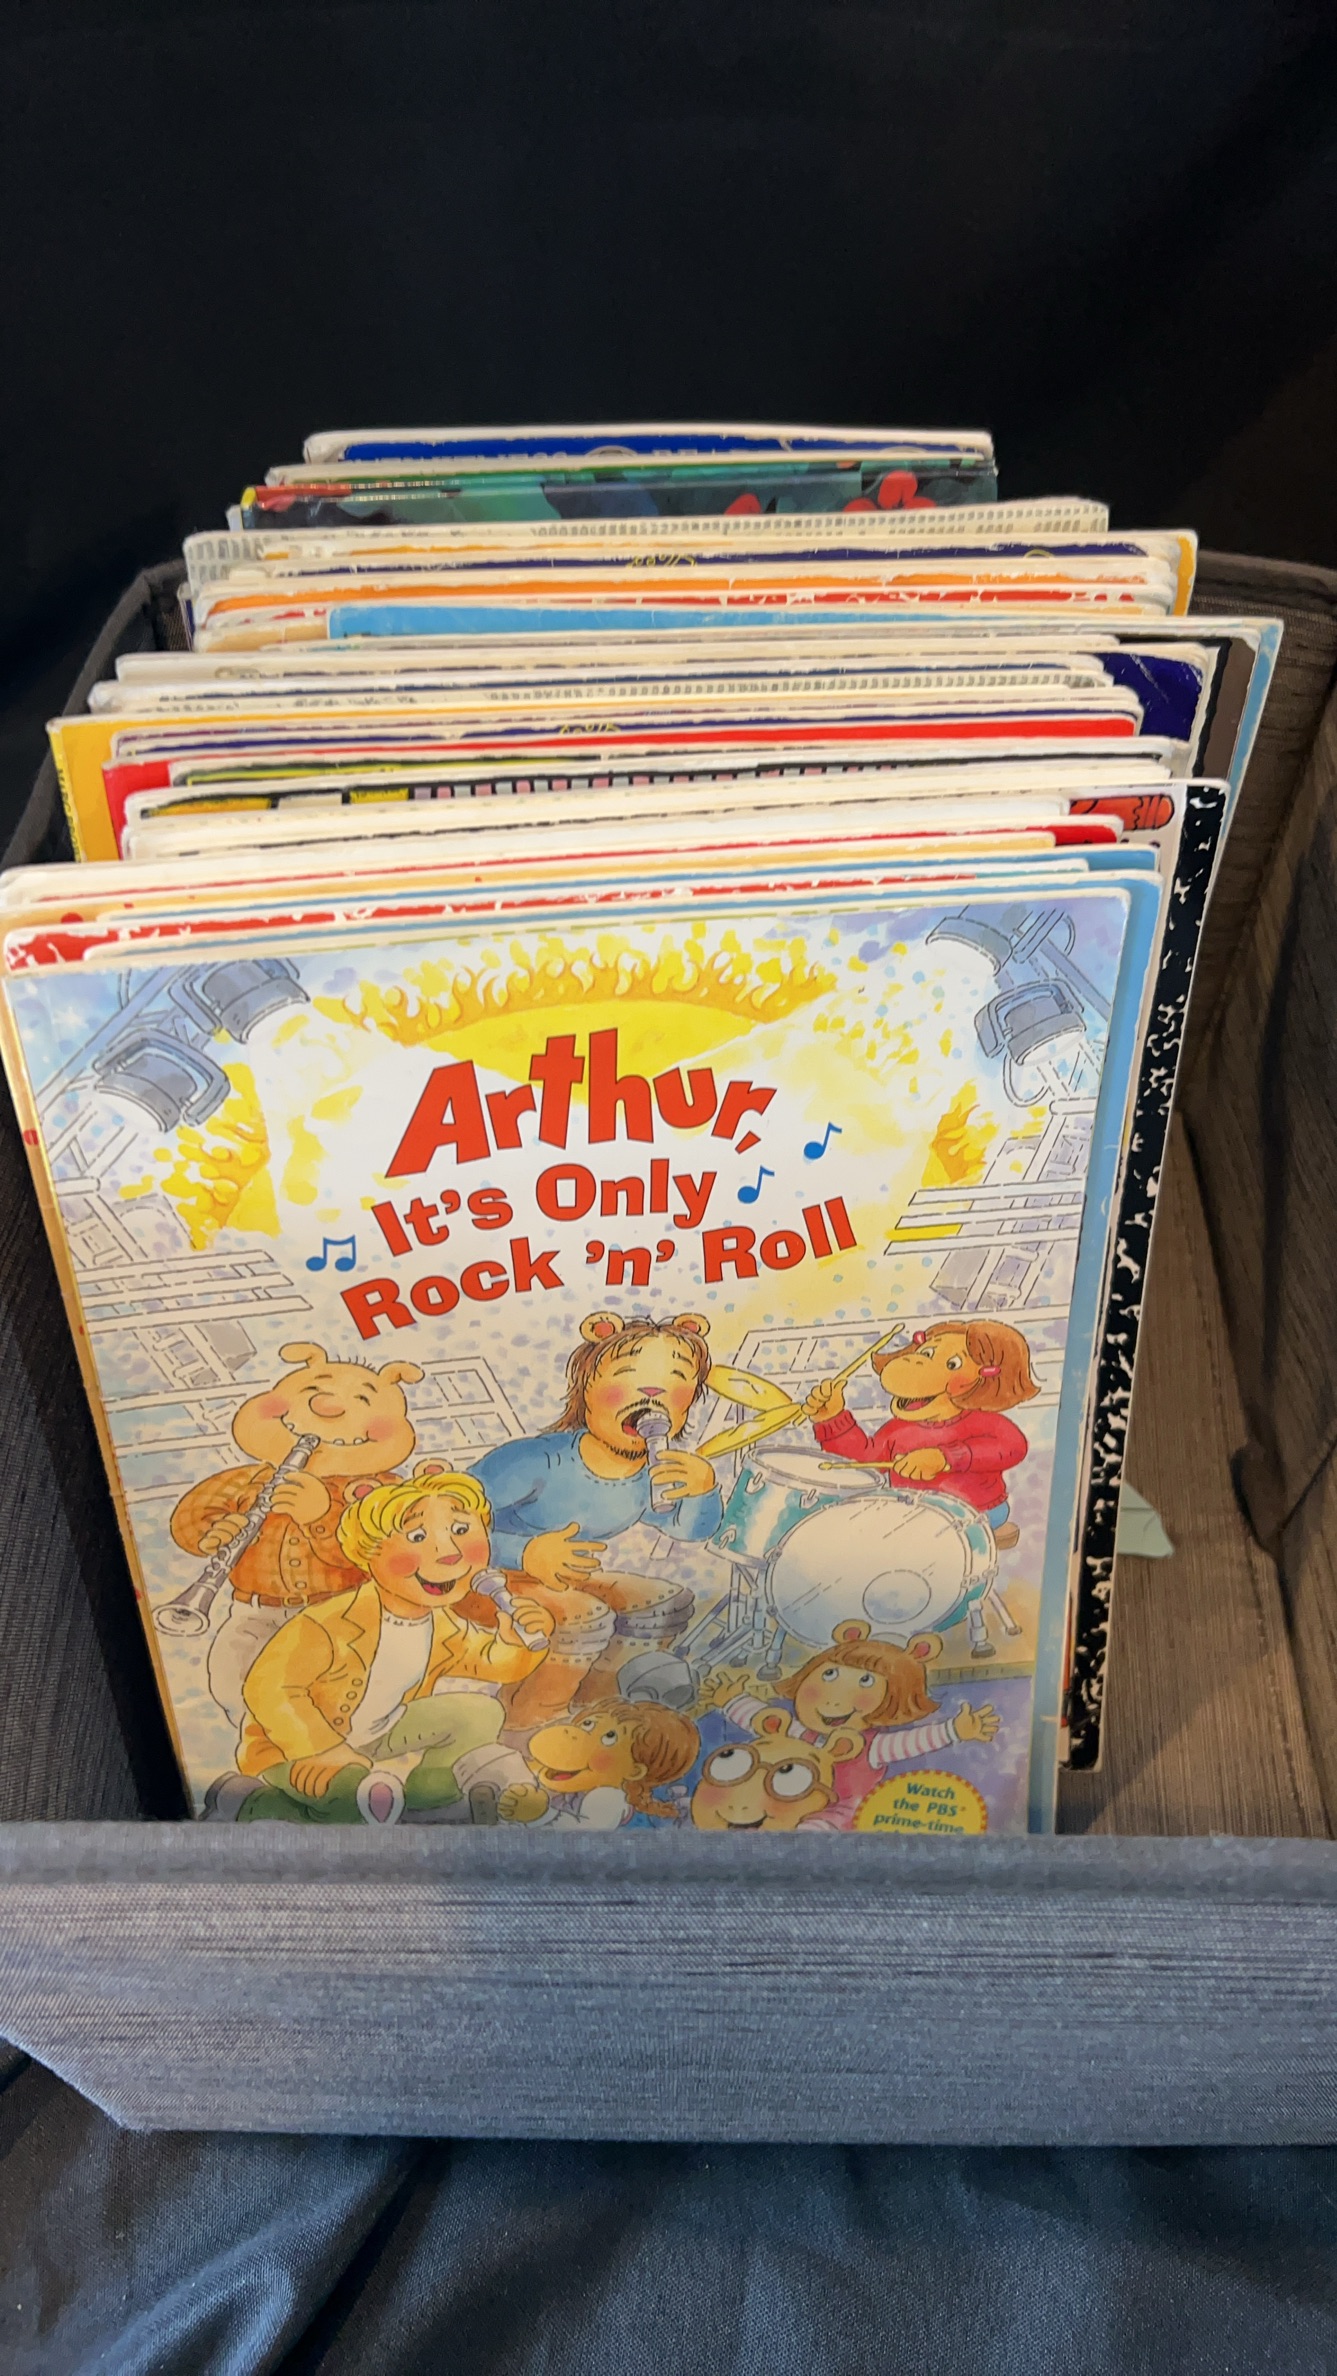 Arthur,
It's Only
Rock 'n' Roll
Watch
the PBS
prime-time